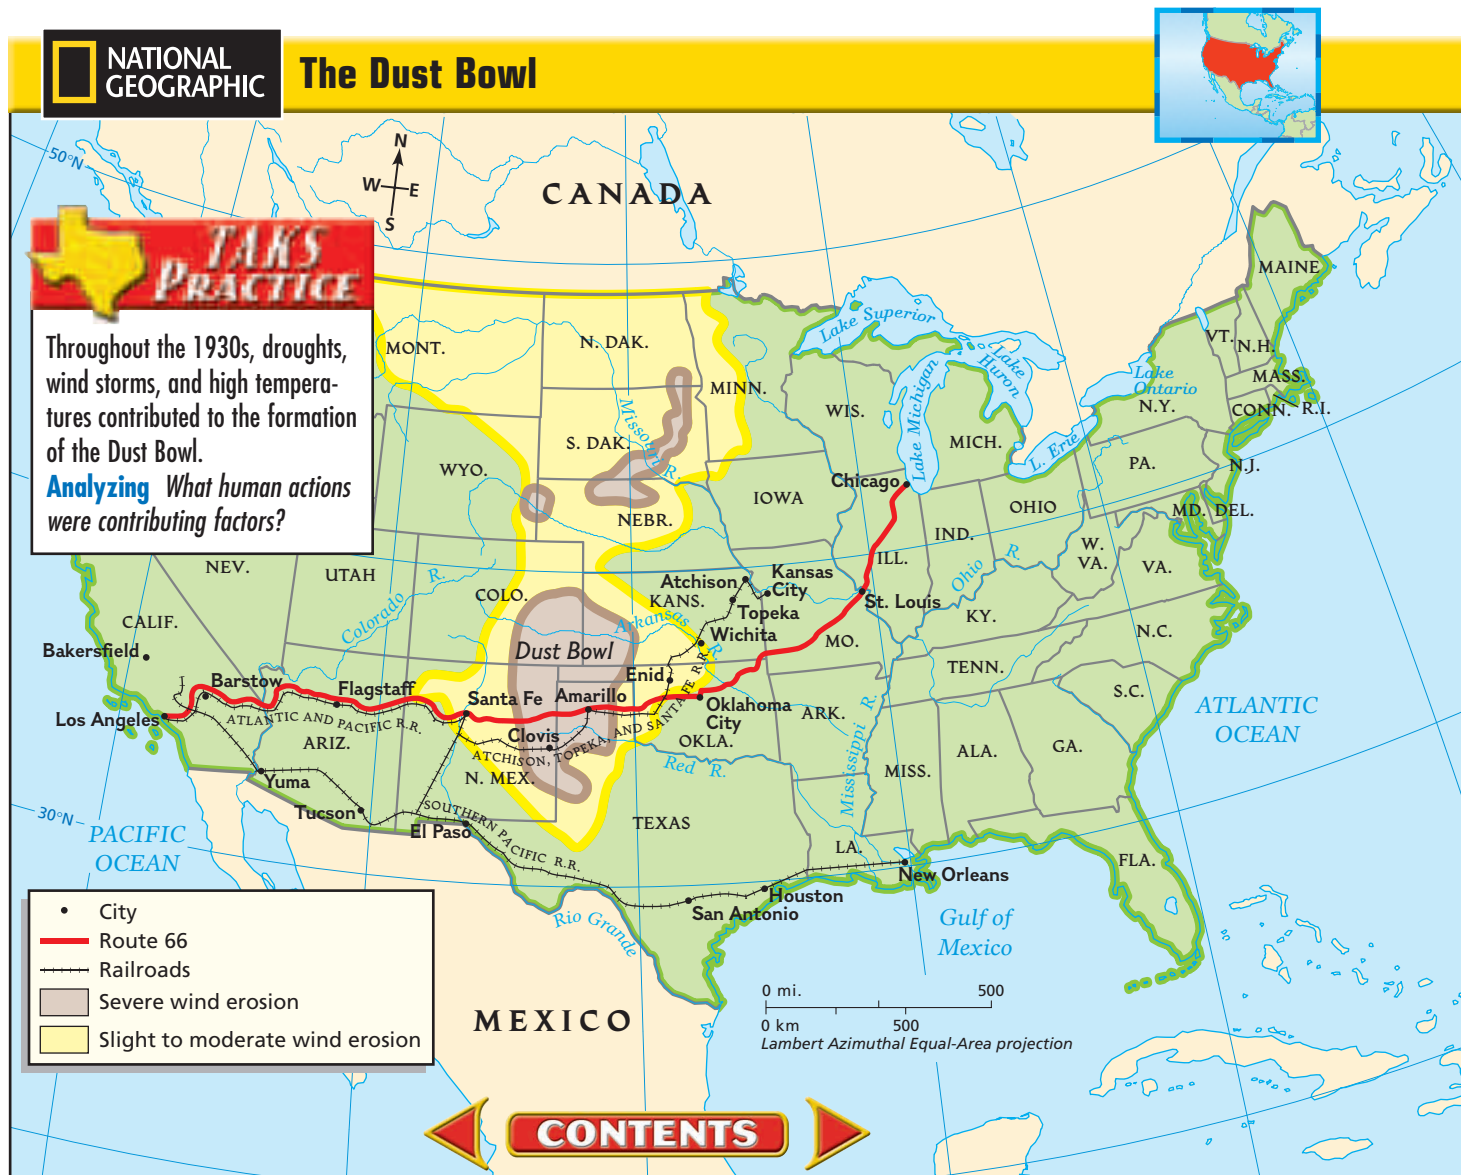 NATIONAL
GEOGRAPHIC
The Dust Bowl
TAKS
PRACTICE
Throughout the 1930s, droughts,
wind storms, and high tempera-
tures contributed to the formation
of the Dust Bowl.
Analyzing What human actions
were contributing factors?
50°N
N
W E
S
CANADA
MAINE
Lake Superior
VT.
N.H.
MONT.
N. DAK.
Lake
Huron
Lake Michigan
Lake
Ontario
MASS.
MINN.
WIS.
N.Y.
CONN.
R.I.
Missouri R.
S. DAK.
MICH.
L. Erie
WYO.
PA.
N.J.
Chicago
IOWA
OHIO
MD.
DEL.
NEBR.
IND.
ILL.
W.
VA.
VA.
NEV.
UTAH
Colorado R.
COLO.
Atchison
Kansas
City
KANS.
Topeka
St. Louis
Ohio R.
KY.
CALIF.
Arkansas R.
Wichita
MO.
N.C.
Bakersfield
Dust Bowl
TENN.
Barstow
Flagstaff
Santa Fe
Amarillo
Enid
S.C.
Los Angeles
ATLANTIC AND PACIFIC R.R.
Oklahoma
City
ARK.
ATLANTIC
OCEAN
ARIZ.
Clovis
ATCHISON, TOPEKA, AND SANTA FE R.R.
OKLA.
Mississippi R.
ALA.
GA.
N. MEX.
Red R.
MISS.
Yuma
Tucson
El Paso
SOUTHERN PACIFIC R.R.
TEXAS
30°N
PACIFIC
OCEAN
LA.
FLA.
New Orleans
Houston
San Antonio
Rio Grande
Gulf of
Mexico
City
Route 66
Railroads
Severe wind erosion
Slight to moderate wind erosion
MEXICO
0 mi. 500
0 km 500
Lambert Azimuthal Equal-Area projection
CONTENTS